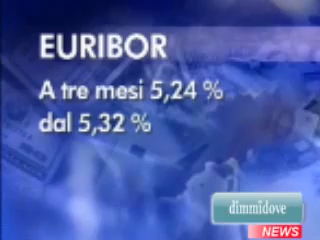 EURIBOR
A tre mesi 5,24 %
dal 5,32 %
dimmidove
NEWS